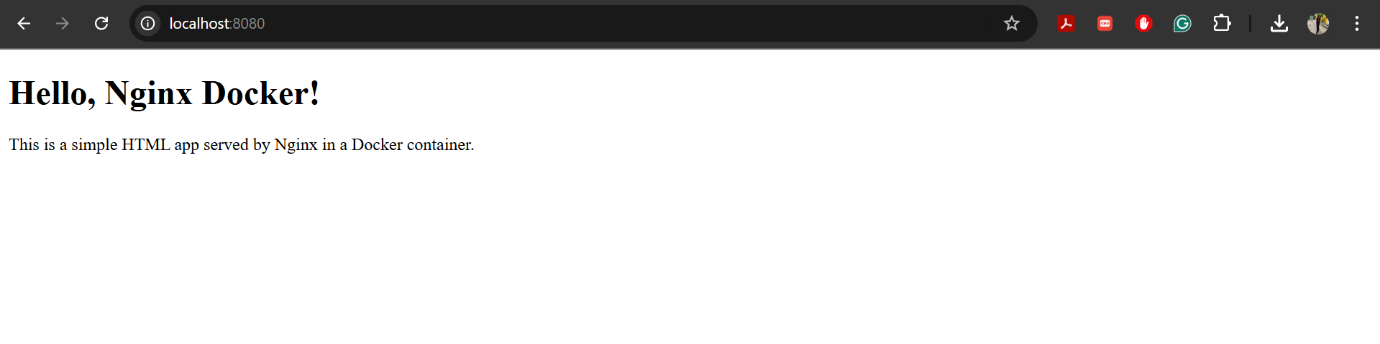 localhost:8080
Hello, Nginx Docker!
This is a simple HTML app served by Nginx in a Docker container.